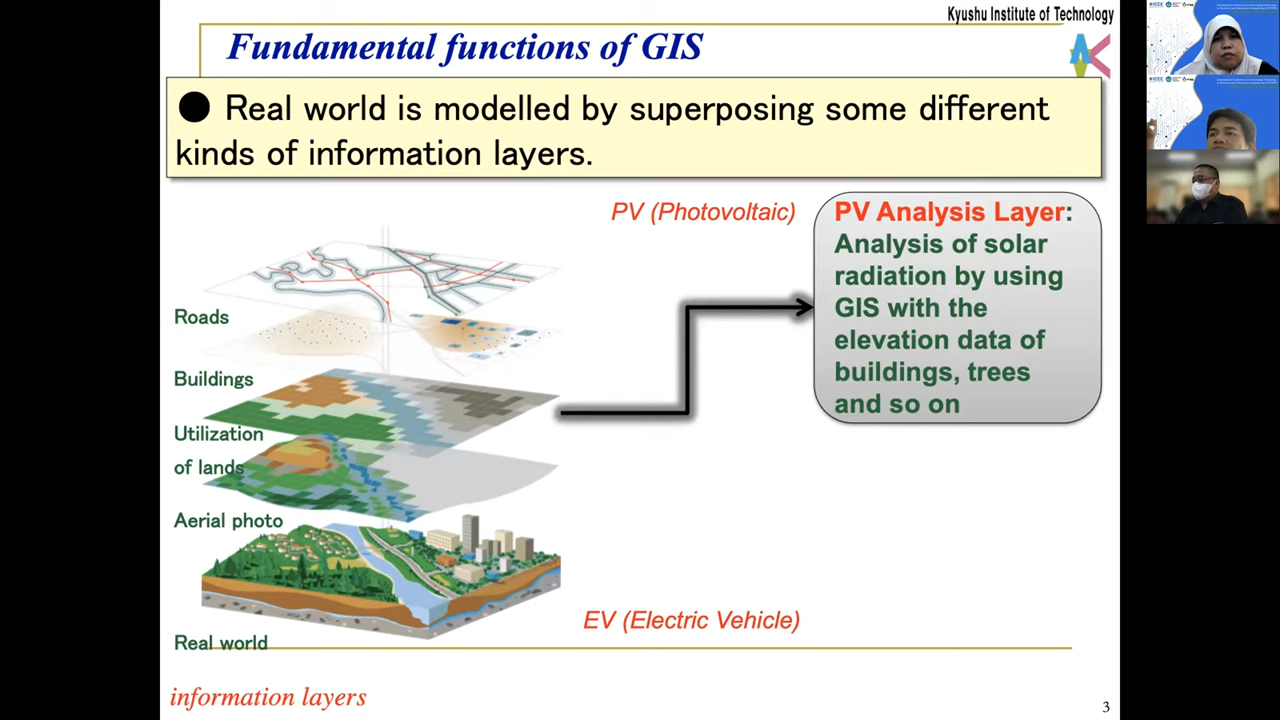 Kyushu Institute of Technology
Fundamental functions of GIS
● Real world is modelled by superposing some different
kinds of information layers.
PV (Photovoltaic)
PV Analysis Layer:
Analysis of solar
radiation by using
GIS with the
elevation data of
buildings, trees
and so on
Roads
Buildings
Utilization
of lands
Aerial photo
Real world
EV (Electric Vehicle)
information layers
3
IEEE
IEEE